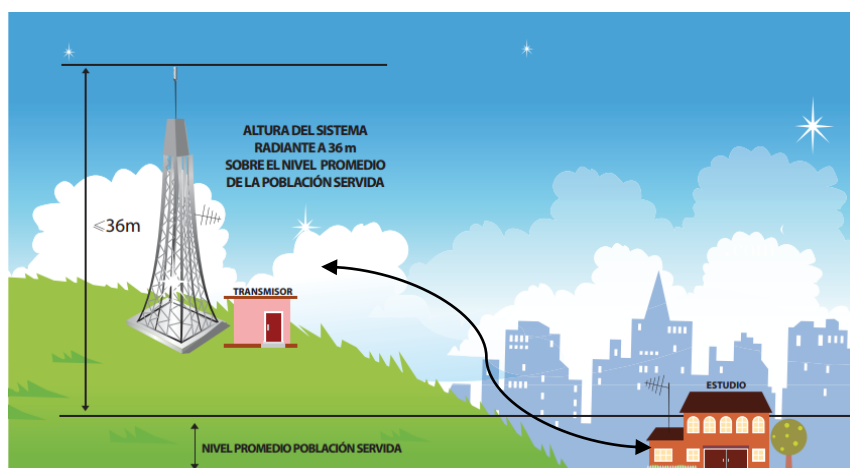 ALTURA DEL SISTEMA
RADIANTE A 36 m
SOBRE EL NIVEL PROMEDIO
DE LA POBLACIÓN SERVIDA
⩽36m
TRANSMISOR
ESTUDIO
NIVEL PROMEDIO POBLACIÓN SERVIDA